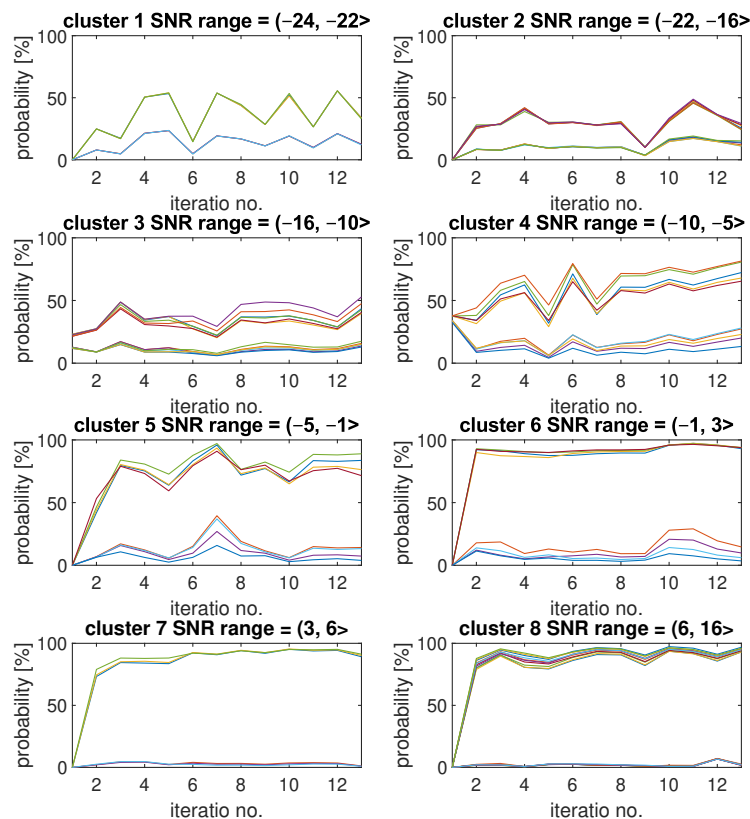 cluster 1 SNR range = (−24, −22>
cluster 2 SNR range = (−22, −16>
probability [%]
100
50
0
2 4 6 8 10 12
iteratio no.
probability [%]
100
50
0
2 4 6 8 10 12
iteratio no.
cluster 3 SNR range = (−16, −10>
cluster 4 SNR range = (−10, −5>
probability [%]
100
50
0
2 4 6 8 10 12
iteratio no.
probability [%]
100
50
0
2 4 6 8 10 12
iteratio no.
cluster 5 SNR range = (−5, −1>
cluster 6 SNR range = (−1, 3>
probability [%]
100
50
0
2 4 6 8 10 12
iteratio no.
probability [%]
100
50
0
2 4 6 8 10 12
iteratio no.
cluster 7 SNR range = (3, 6>
cluster 8 SNR range = (6, 16>
probability [%]
100
50
0
2 4 6 8 10 12
iteratio no.
probability [%]
100
50
0
2 4 6 8 10 12
iteratio no.